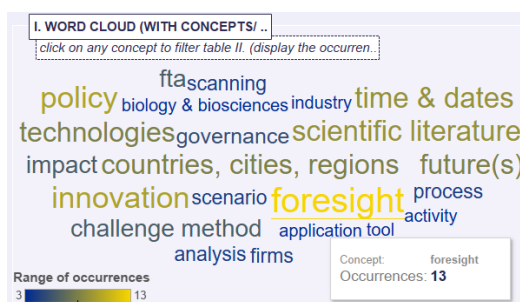 I. WORD CLOUD (WITH CONCEPTS/ ..
click on any concept to filter table II. (display the occurren..
fta scanning
policy biology & biosciences industry time & dates
technologies governance scientific literature
impact countries, cities, regions future(s)
innovation scenario foresight process
activity
challenge method application tool
analysis firms
Concept: foresight
Occurrences: 13
Range of occurrences
3 13